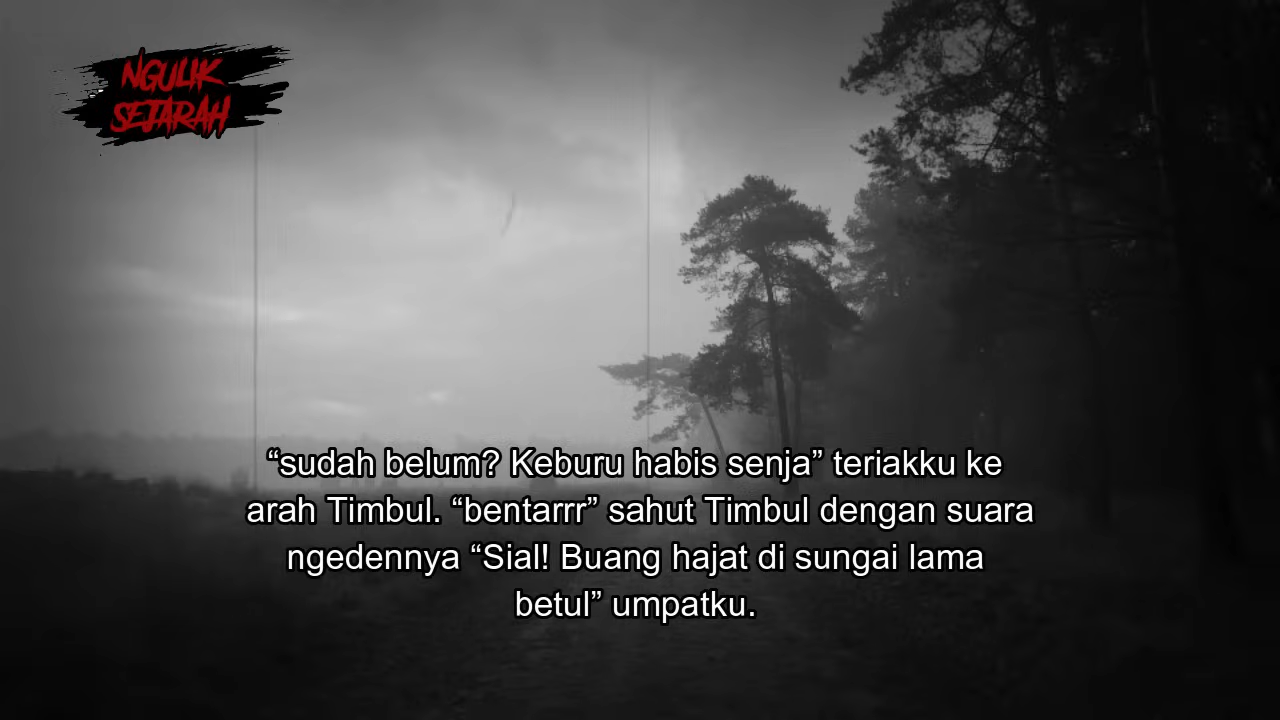 NGULIK
SEJARAH
“sudah belum? Keburu habis senja” teriakku ke
arah Timbul. “bentarrr” sahut Timbul dengan suara
ngedennya “Sial! Buang hajat di sungai lama
betul” umpatku.